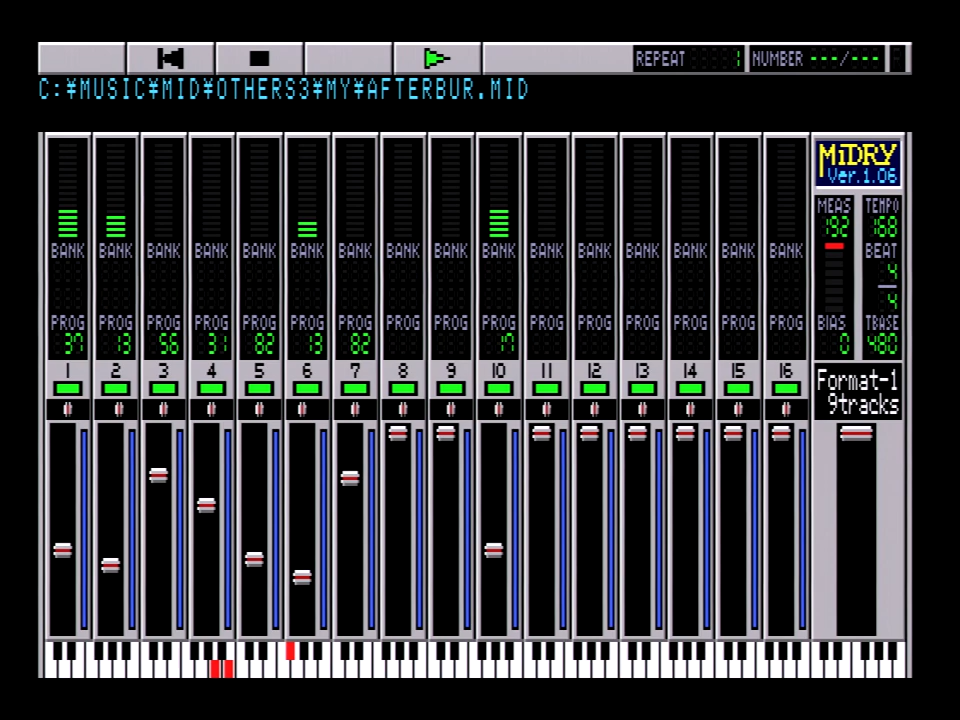 REPEAT 1 NUMBER ---/---
C:¥MUSIC¥MID¥OTHERS3¥MY¥AFTERBUR.MID
MiDRY
Ver.1.06
MEAS TEMPO
192 168
BANK BANK BANK BANK BANK BANK BANK BANK BANK BANK BANK BANK BANK BANK BANK BANK BEAT
4
4
PROG PROG PROG PROG PROG PROG PROG PROG PROG PROG PROG PROG PROG PROG PROG PROG BIAS TBASE
37 13 56 31 82 13 82 17 0 480
1 2 3 4 5 6 7 8 9 10 11 12 13 14 15 16
Format-1
9tracks